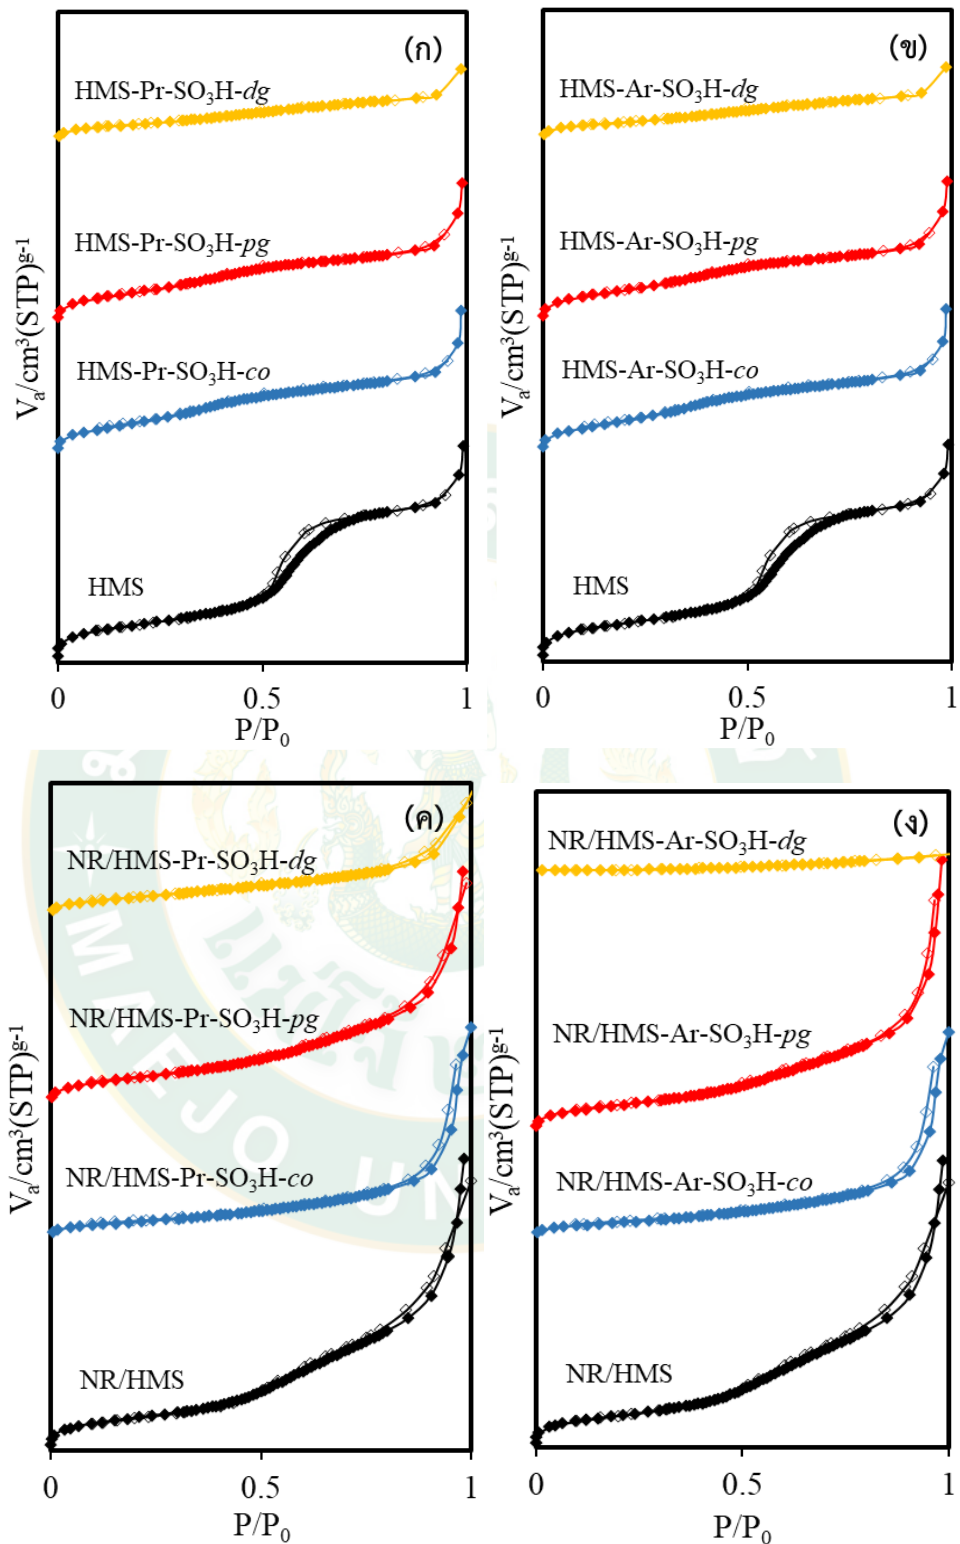 (ก)
HMS-Pr-SO₃H-dg
HMS-Pr-SO₃H-pg
HMS-Pr-SO₃H-co
HMS
Vₐ/cm³(STP)g⁻¹
0 0.5 1
P/P₀
(ข)
HMS-Ar-SO₃H-dg
HMS-Ar-SO₃H-pg
HMS-Ar-SO₃H-co
HMS
Vₐ/cm³(STP)g⁻¹
0 0.5 1
P/P₀
(ค)
NR/HMS-Pr-SO₃H-dg
NR/HMS-Pr-SO₃H-pg
NR/HMS-Pr-SO₃H-co
NR/HMS
Vₐ/cm³(STP)g⁻¹
0 0.5 1
P/P₀
(ง)
NR/HMS-Ar-SO₃H-dg
NR/HMS-Ar-SO₃H-pg
NR/HMS-Ar-SO₃H-co
NR/HMS
Vₐ/cm³(STP)g⁻¹
0 0.5 1
P/P₀
MAEJO UN